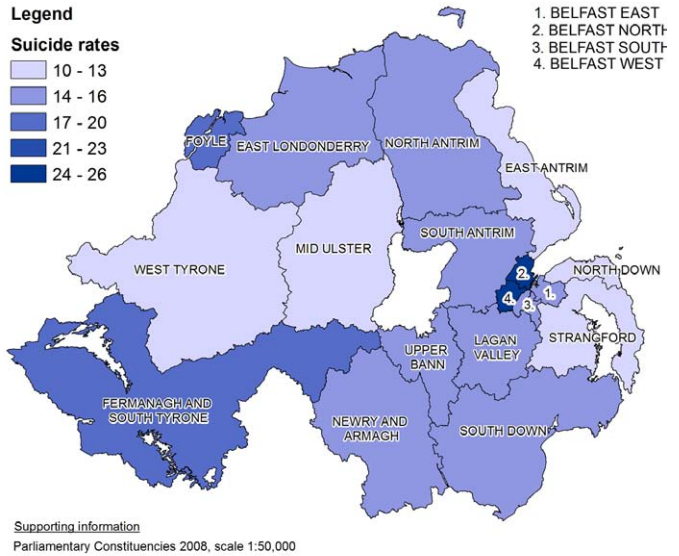 Legend
Suicide rates
10 - 13
14 - 16
17 - 20
21 - 23
24 - 26
1. BELFAST EAST
2. BELFAST NORTH
3. BELFAST SOUTH
4. BELFAST WEST
FOYLE
EAST LONDONDERRY
NORTH ANTRIM
EAST ANTRIM
SOUTH ANTRIM
WEST TYRONE
MID ULSTER
NORTH DOWN
2.
1.
4.
3.
STRANGFORD
UPPER
BANN
LAGAN
VALLEY
FERMANAGH AND
SOUTH TYRONE
NEWRY AND
ARMAGH
SOUTH DOWN
Supporting information
Parliamentary Constituencies 2008, scale 1:50,000